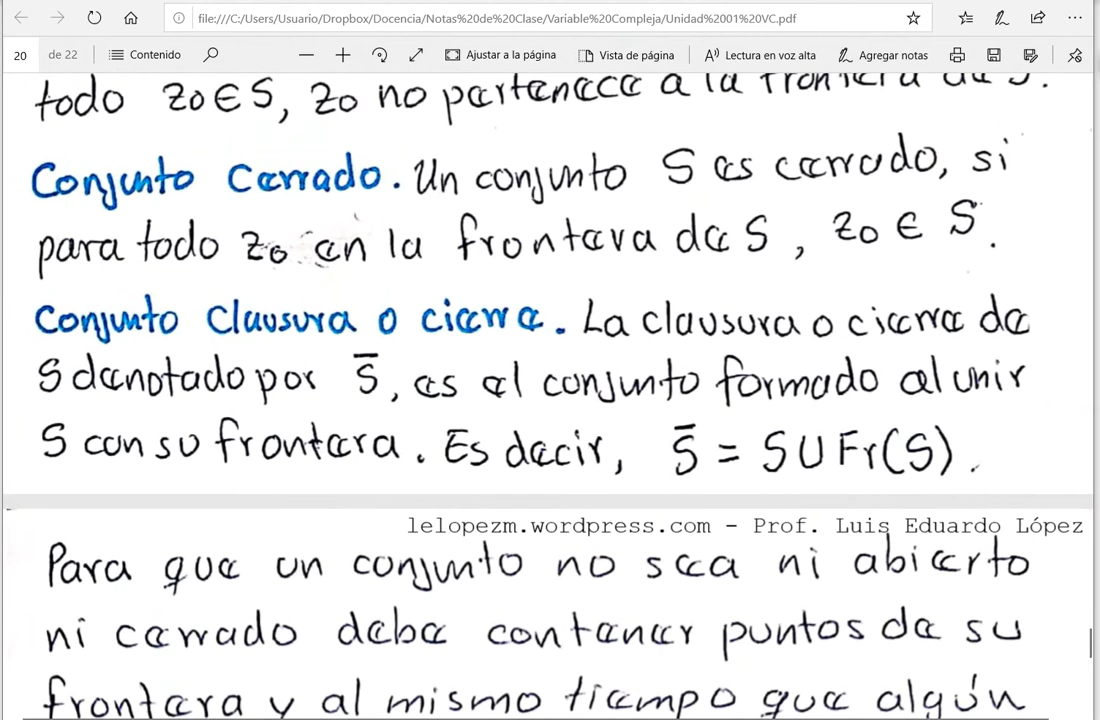 file:///C:/Users/Usuario/Dropbox/Docencia/Notas%20de%20Clase/Variable%20Compleja/Unidad%2001%20VC.pdf
20 de 22 Contenido Ajustar a la página Vista de página Lectura en voz alta Agregar notas
todo z0 ∈ S, z0 no pertenece a la frontera de S.
Conjunto Cerrado. Un conjunto S es cerrado, si
para todo z0 en la frontera de S, z0 ∈ S.
Conjunto Clausura o cierre. La clausura o cierre de
S denotado por S̄, es el conjunto formado al unir
S con su frontera. Es decir, S̄ = S U Fr(S).
lelopezm.wordpress.com - Prof. Luis Eduardo López
Para que un conjunto no sea ni abierto
ni cerrado debe contener puntos de su
frontera y al mismo tiempo que algún